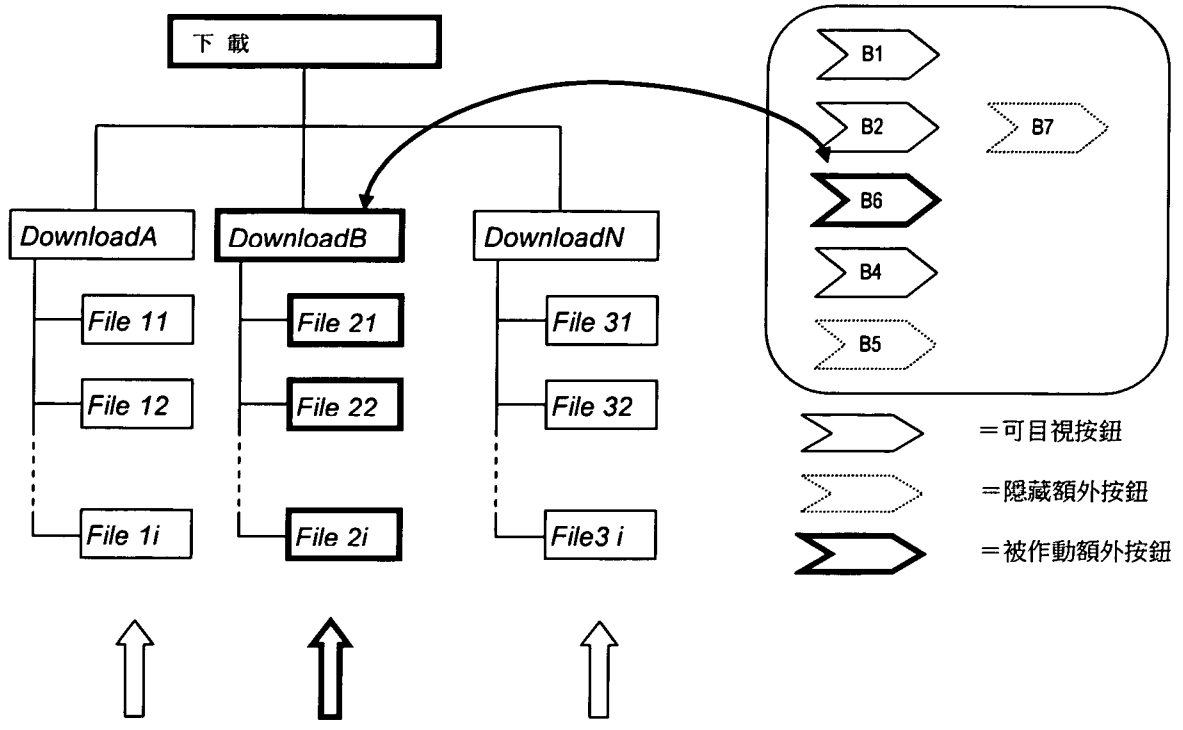 下 載
DownloadA
DownloadB
DownloadN
File 11
File 21
File 31
File 12
File 22
File 32
File 1i
File 2i
File3 i
B1
B2
B7
B6
B4
B5
=可目視按鈕
=隱藏額外按鈕
=被作動額外按鈕